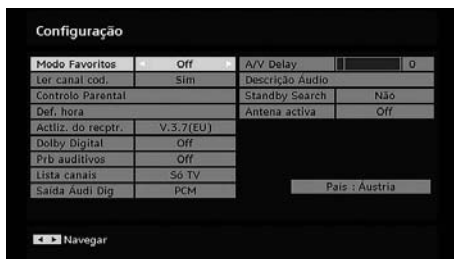 Configuração
Modo Favoritos Off
Ler canal cod. Sim
Controlo Parental
Def. hora
Actliz. do recptr. V.3.7(EU)
Dolby Digital Off
Prb auditivos Off
Lista canais Só TV
Saída Áudi Dig PCM
A/V Delay 0
Descrição Áudio
Standby Search Não
Antena activa Off
Pais : Áustria
Navegar